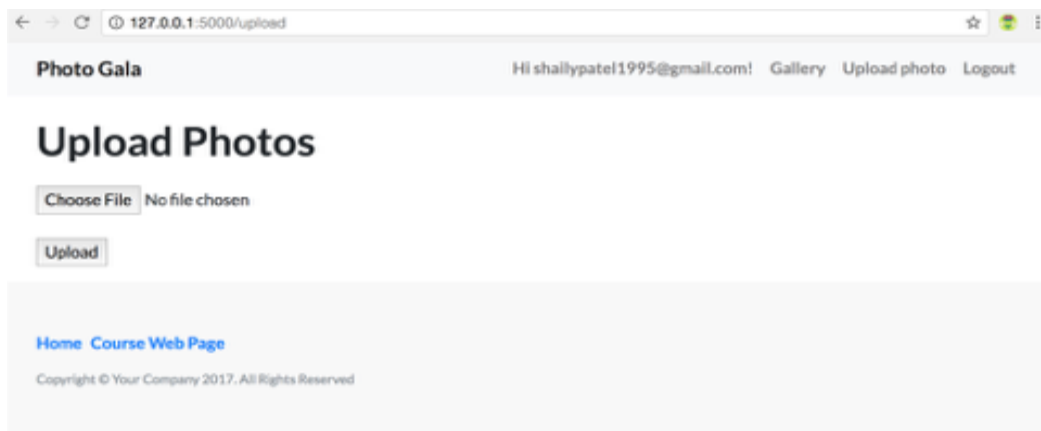 127.0.0.1:5000/upload
Photo Gala Hi shailypatel1995@gmail.com! Gallery Upload photo Logout
Upload Photos
Choose File No file chosen
Upload
Home Course Web Page
Copyright © Your Company 2017. All Rights Reserved